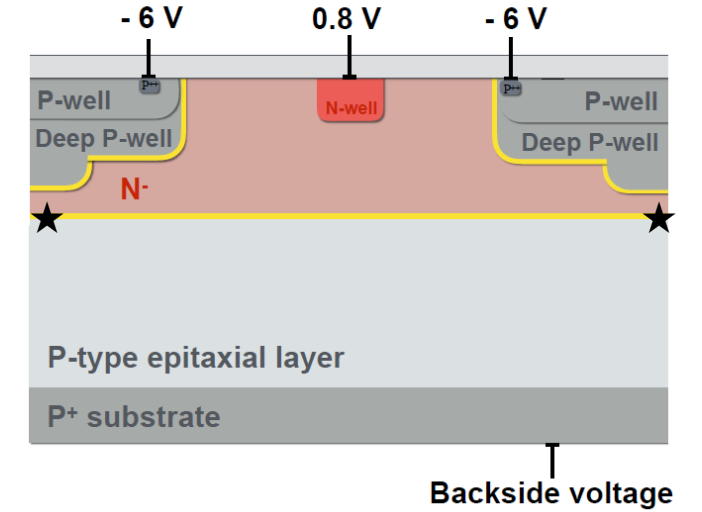 - 6 V 0.8 V - 6 V
P++ P++
P-well N-well P-well
Deep P-well Deep P-well
N-
P-type epitaxial layer
P+ substrate
Backside voltage